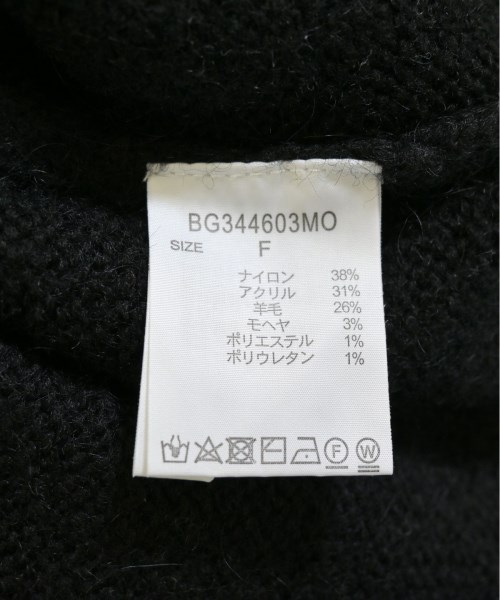 BG344603MO
SIZE F
ナイロン 38%
アクリル 31%
羊毛 26%
モヘヤ 3%
ポリエステル 1%
ポリウレタン 1%
F W